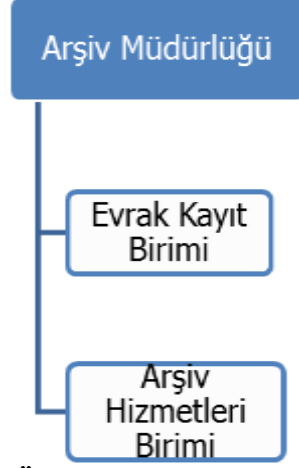 Arşiv Müdürlüğü
Evrak Kayıt
Birimi
Arşiv
Hizmetleri
Birimi